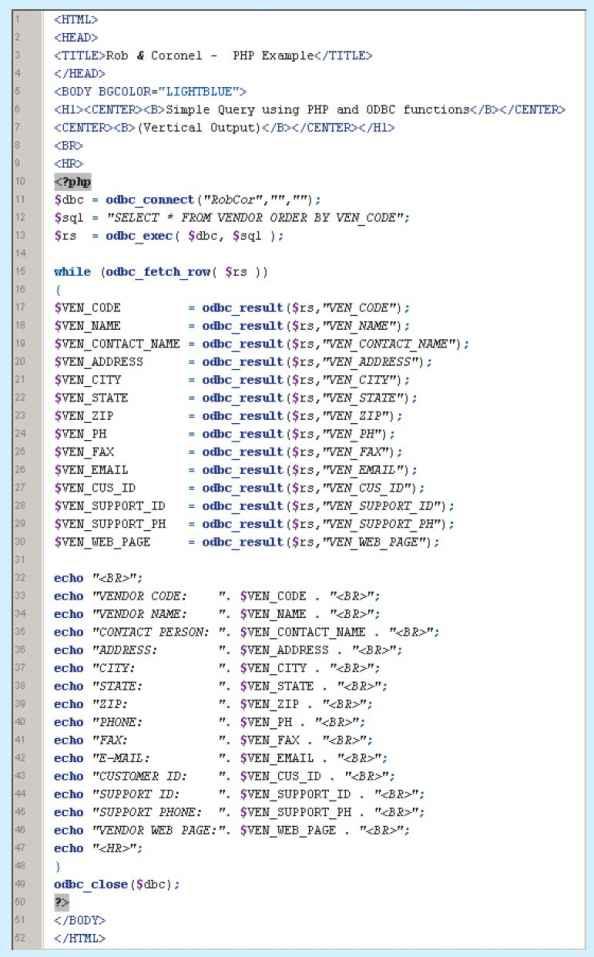 1 <HTML>
2 <HEAD>
3 <TITLE>Rob & Coronel -  PHP Example</TITLE>
4 </HEAD>
5 <BODY BGCOLOR="LIGHTBLUE">
6 <H1><CENTER><B>Simple Query using PHP and ODBC functions</B></CENTER>
7 <CENTER><B>(Vertical Output)</B></CENTER></H1>
8 <BR>
9 <HR>
10 <?php
11 $dbc = odbc_connect("RobCor","","");
12 $sql = "SELECT * FROM VENDOR ORDER BY VEN_CODE";
13 $rs  = odbc_exec( $dbc, $sql );
14
15 while (odbc_fetch_row( $rs ))
16 {
17 $VEN_CODE         = odbc_result($rs,"VEN_CODE");
18 $VEN_NAME         = odbc_result($rs,"VEN_NAME");
19 $VEN_CONTACT_NAME = odbc_result($rs,"VEN_CONTACT_NAME");
20 $VEN_ADDRESS      = odbc_result($rs,"VEN_ADDRESS");
21 $VEN_CITY         = odbc_result($rs,"VEN_CITY");
22 $VEN_STATE        = odbc_result($rs,"VEN_STATE");
23 $VEN_ZIP          = odbc_result($rs,"VEN_ZIP");
24 $VEN_PH           = odbc_result($rs,"VEN_PH");
25 $VEN_FAX          = odbc_result($rs,"VEN_FAX");
26 $VEN_EMAIL        = odbc_result($rs,"VEN_EMAIL");
27 $VEN_CUS_ID       = odbc_result($rs,"VEN_CUS_ID");
28 $VEN_SUPPORT_ID   = odbc_result($rs,"VEN_SUPPORT_ID");
29 $VEN_SUPPORT_PH   = odbc_result($rs,"VEN_SUPPORT_PH");
30 $VEN_WEB_PAGE     = odbc_result($rs,"VEN_WEB_PAGE");
31
32 echo "<BR>";
33 echo "VENDOR CODE:    ". $VEN_CODE . "<BR>";
34 echo "VENDOR NAME:    ". $VEN_NAME . "<BR>";
35 echo "CONTACT PERSON: ". $VEN_CONTACT_NAME . "<BR>";
36 echo "ADDRESS:        ". $VEN_ADDRESS . "<BR>";
37 echo "CITY:           ". $VEN_CITY . "<BR>";
38 echo "STATE:          ". $VEN_STATE . "<BR>";
39 echo "ZIP:            ". $VEN_ZIP . "<BR>";
40 echo "PHONE:          ". $VEN_PH . "<BR>";
41 echo "FAX:            ". $VEN_FAX . "<BR>";
42 echo "E-MAIL:         ". $VEN_EMAIL . "<BR>";
43 echo "CUSTOMER ID:    ". $VEN_CUS_ID . "<BR>";
44 echo "SUPPORT ID:     ". $VEN_SUPPORT_ID . "<BR>";
45 echo "SUPPORT PHONE:  ". $VEN_SUPPORT_PH . "<BR>";
46 echo "VENDOR WEB PAGE:". $VEN_WEB_PAGE . "<BR>";
47 echo "<HR>";
48 }
49 odbc_close($dbc);
50 ?>
51 </BODY>
52 </HTML>